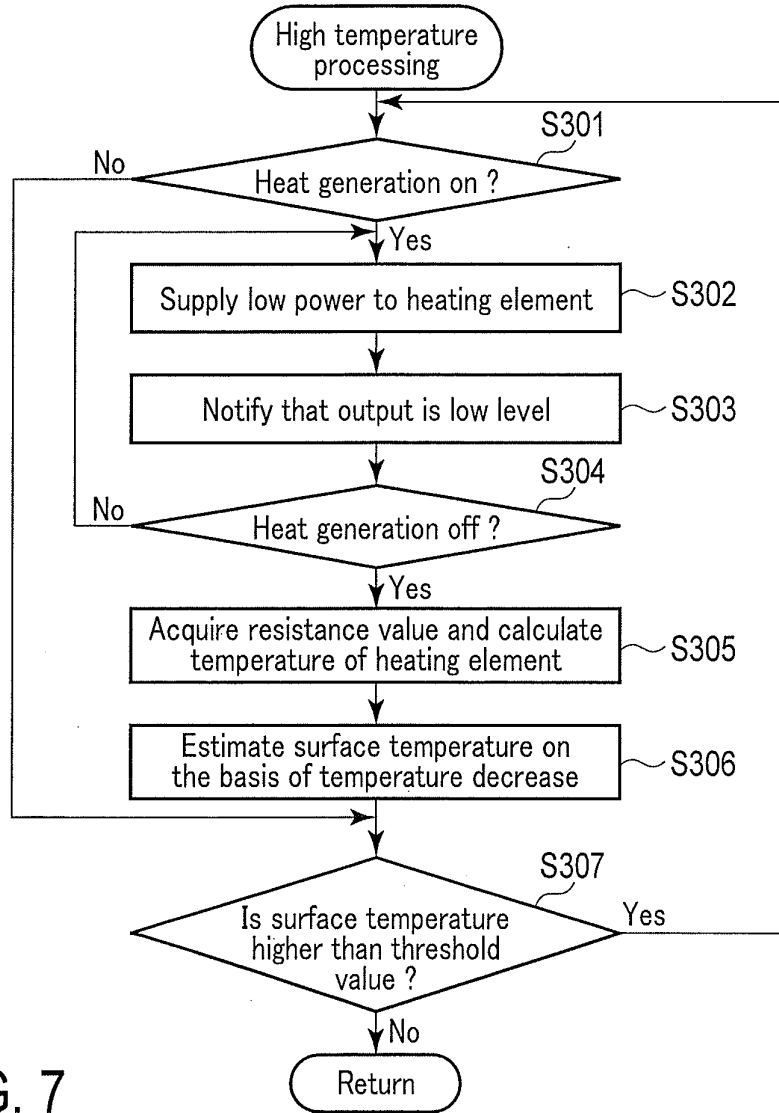 High temperature
processing
S301
No
Heat generation on ?
Yes
Supply low power to heating element
S302
Notify that output is low level
S303
S304
No
Heat generation off ?
Yes
Acquire resistance value and calculate
temperature of heating element
S305
Estimate surface temperature on
the basis of temperature decrease
S306
S307
Is surface temperature
higher than threshold
value ?
Yes
No
Return
G. 7